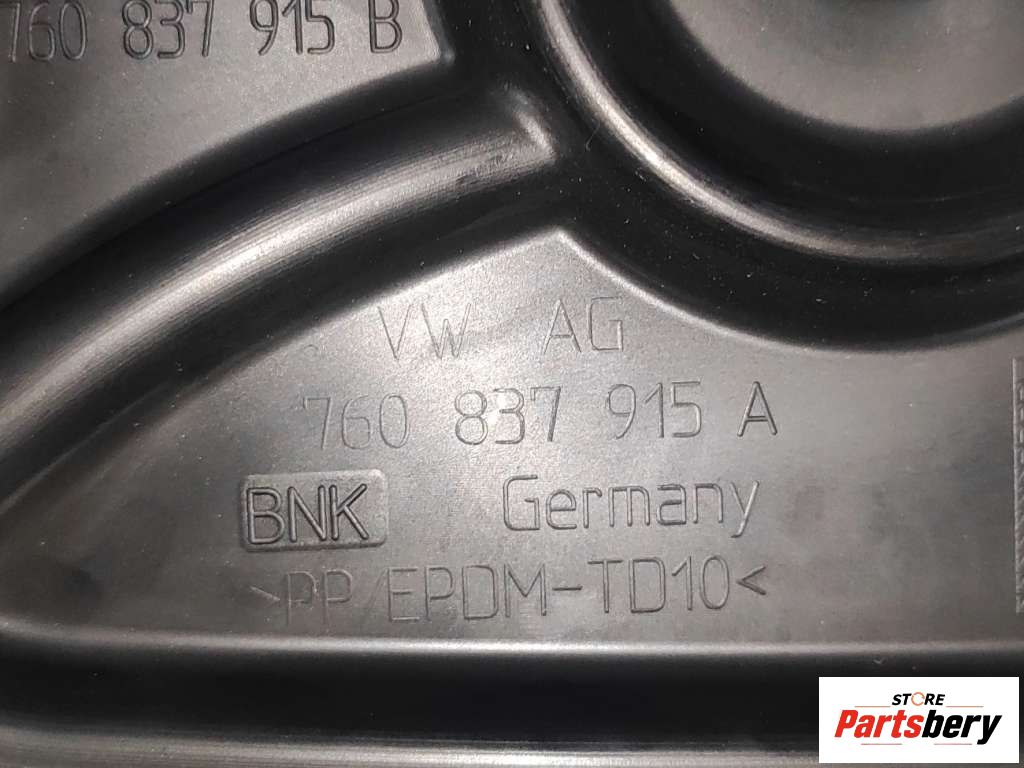 760 837 915 B
VW AG
760 837 915 A
BNK Germany
>PP/EPDM-TD10<
STORE
Partsbery